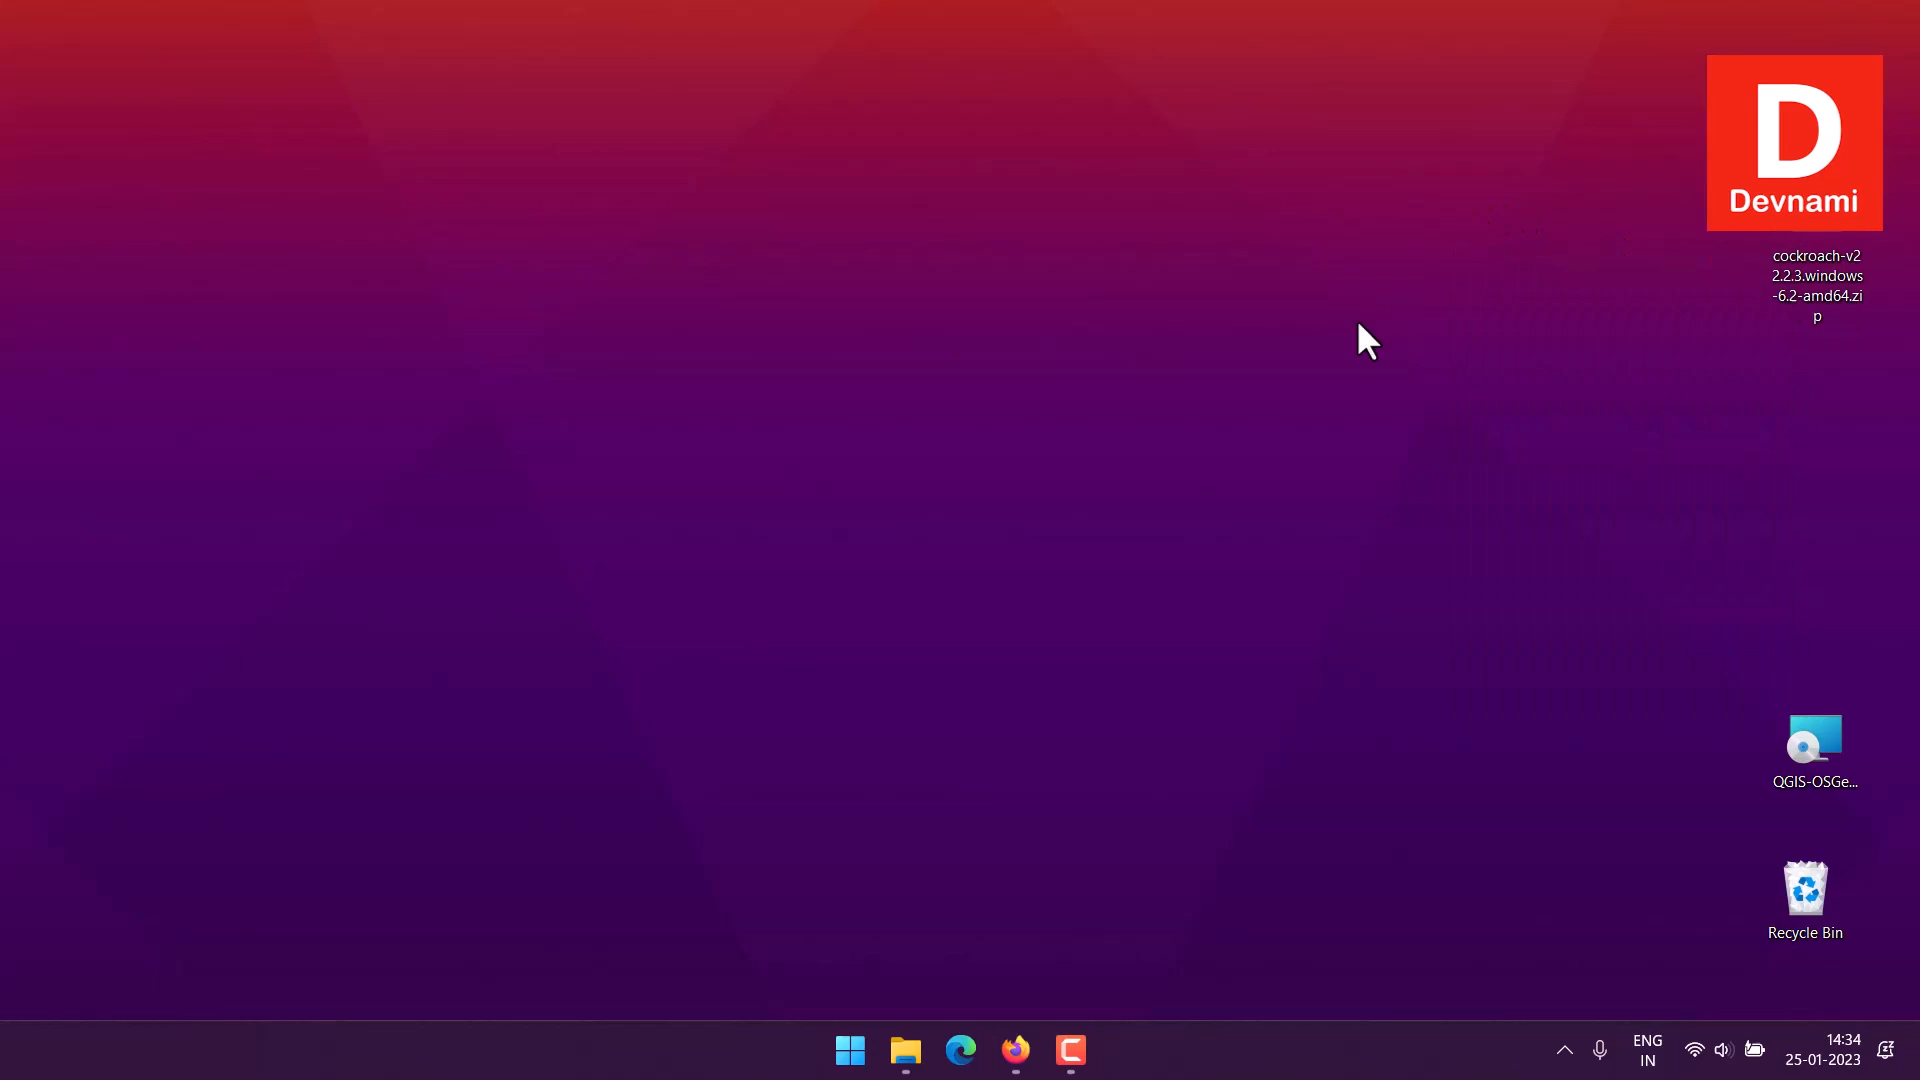 D
Devnami
cockroach-v2
2.2.3.windows
-6.2-amd64.zi
p
QGIS-OSGe...
Recycle Bin
ENG
IN
14:34
25-01-2023